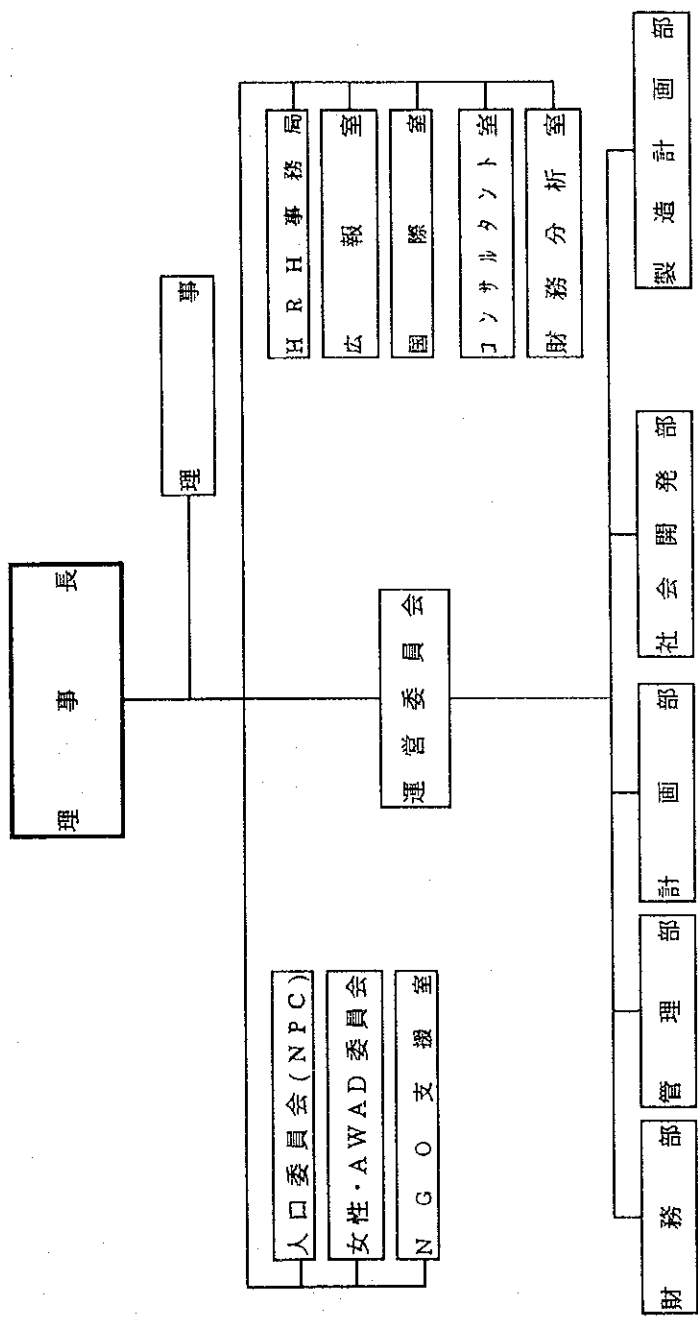 理事長
理事
人口委員会(NPC)
女性・AWAD委員会
NGO支援室
HRH事務局
広報室
国際室
コンサルタント室
財務分析室
運営委員会
財務部
管理部
計画部
社会開発部
製造計画部